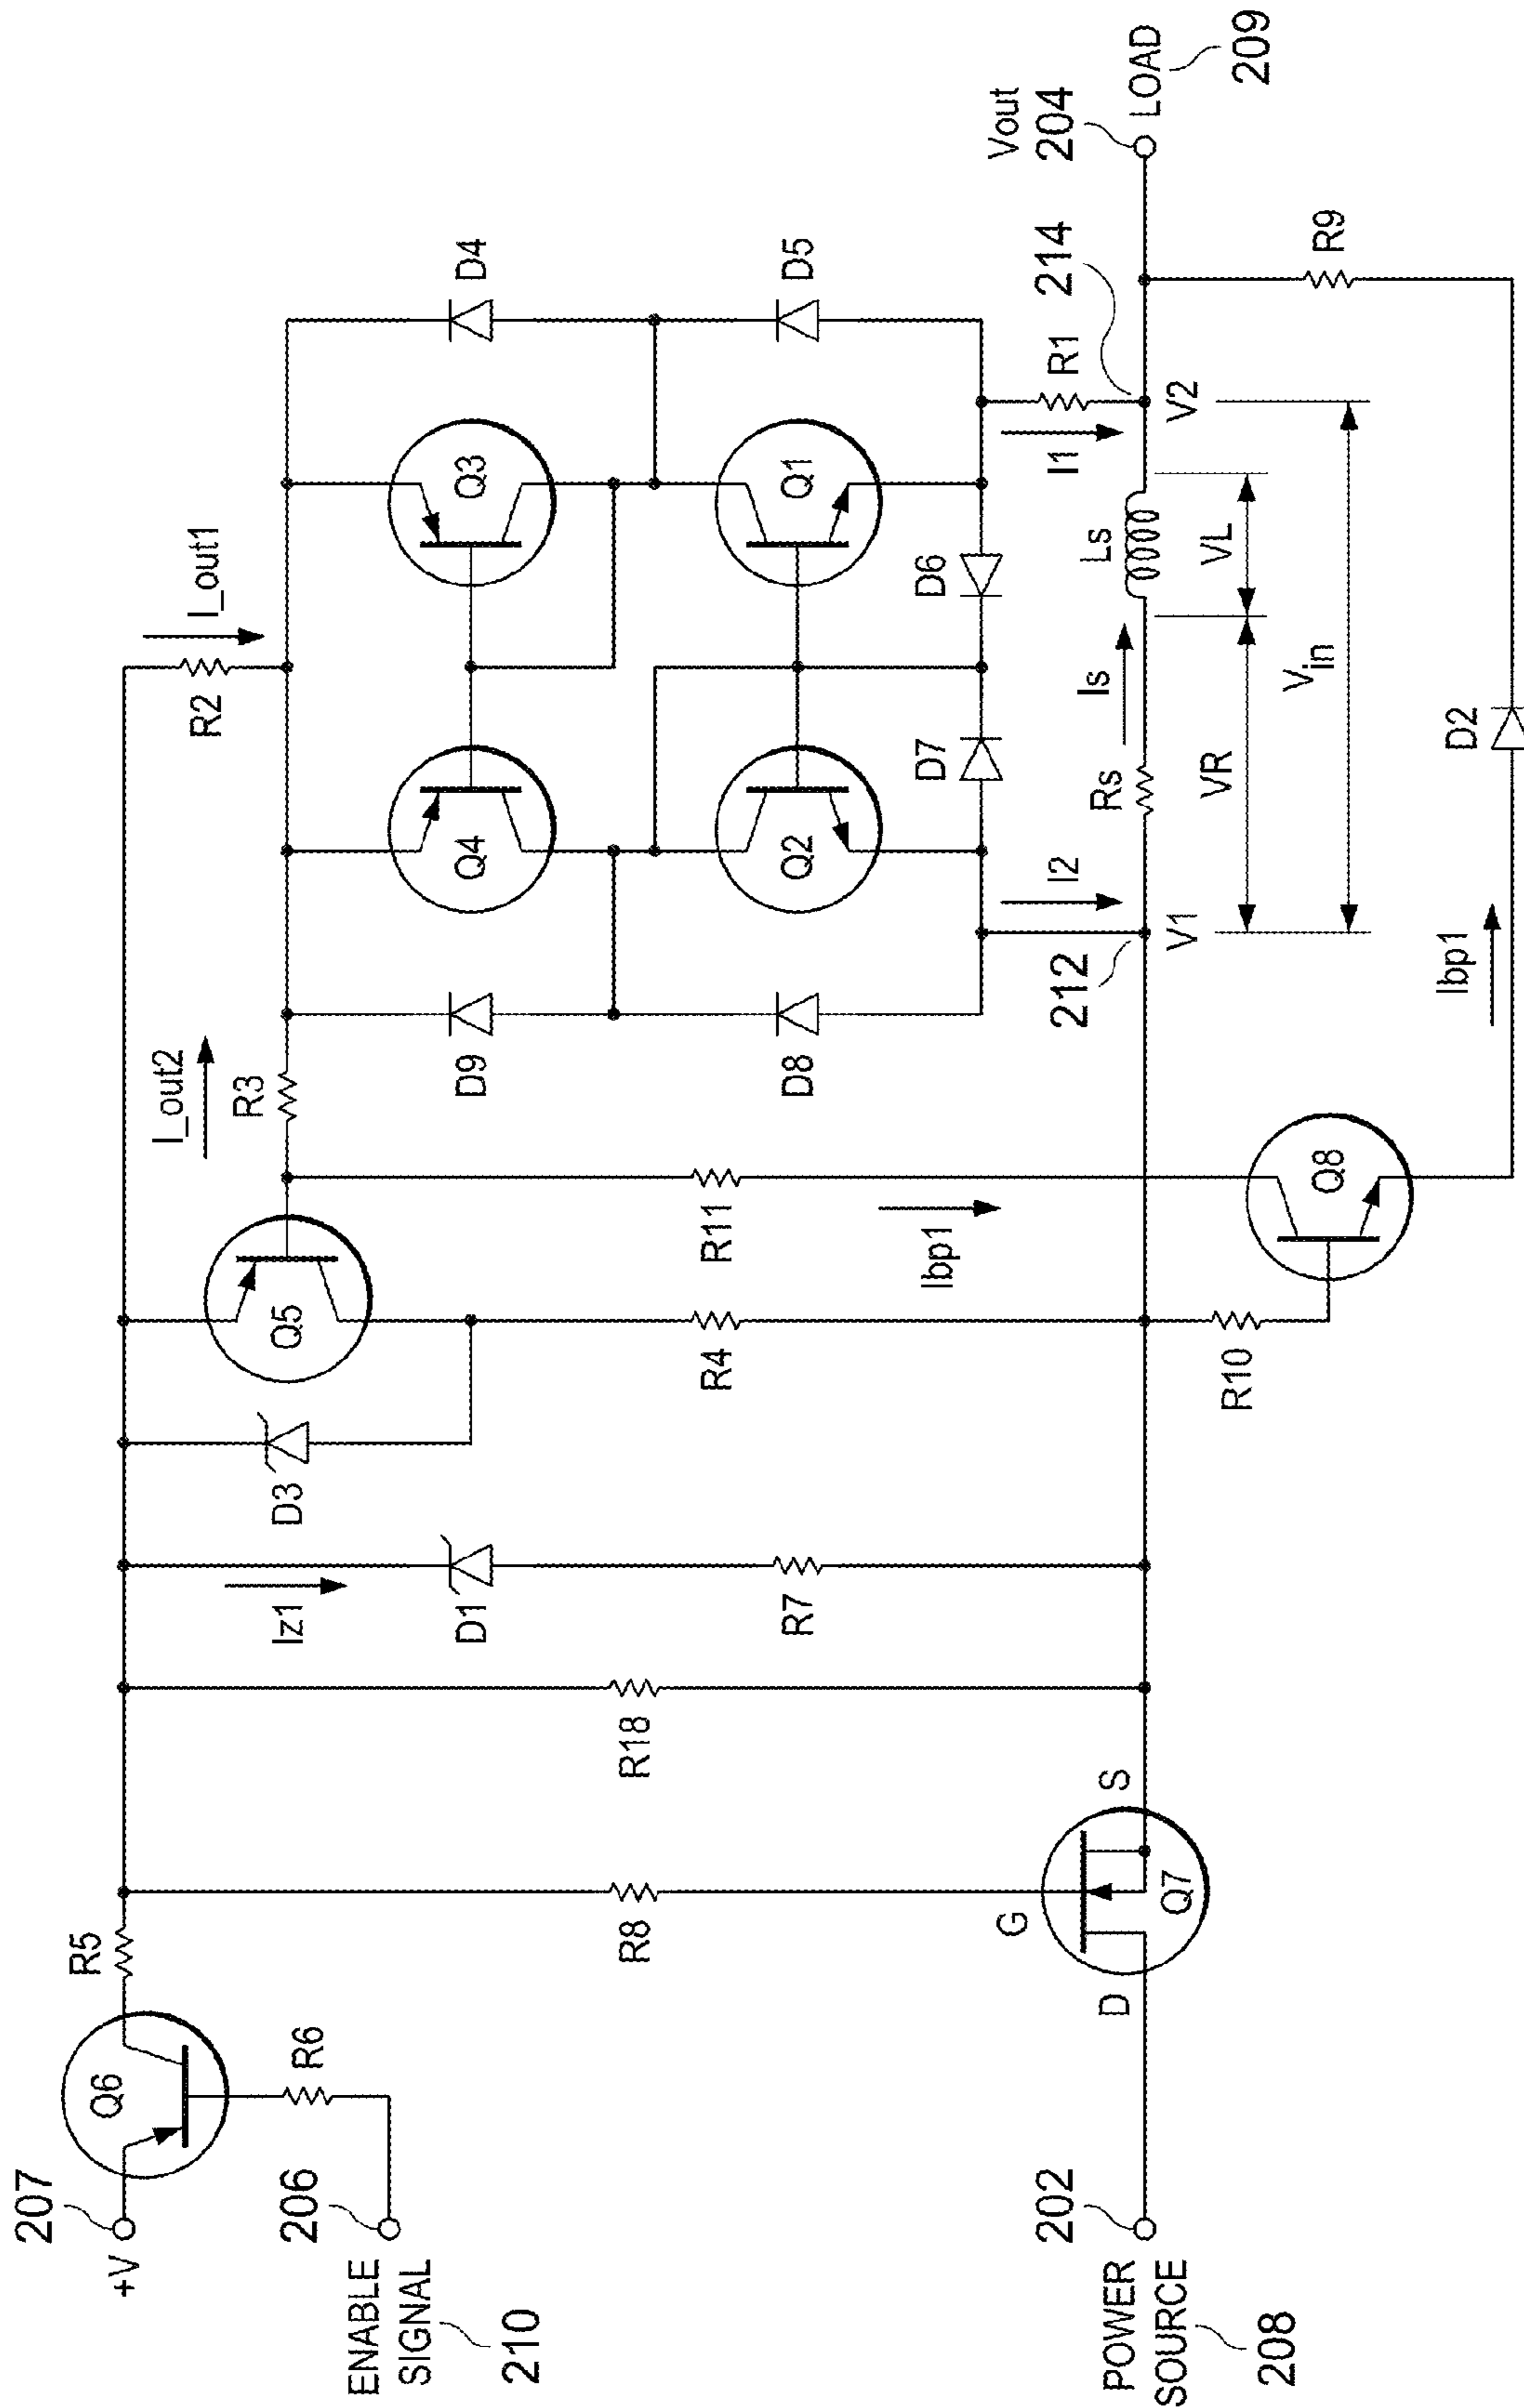 207
+V
Q6
R5
R6
206
ENABLE
SIGNAL
210
202
POWER
SOURCE
208
R8
G
D
S
Q7
R18
Iz1
D1
R7
D3
Q5
R4
R10
I_out2
R3
R11
Ibp1
Q8
R2
I_out1
D9
D8
Q4
Q2
Q3
Q1
D4
D5
D7
D6
I2
I1
R1
212
214
V1
V2
Rs
Is
Ls
VR
VL
Vin
Ibp1
D2
R9
Vout
204
LOAD
209